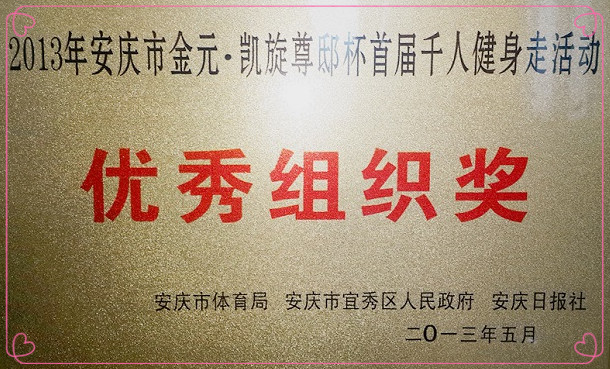 2013年安庆市金元·凯旋尊邸杯首届千人健身走活动
优秀组织奖
安庆市体育局 安庆市宜秀区人民政府 安庆日报社
二〇一三年五月